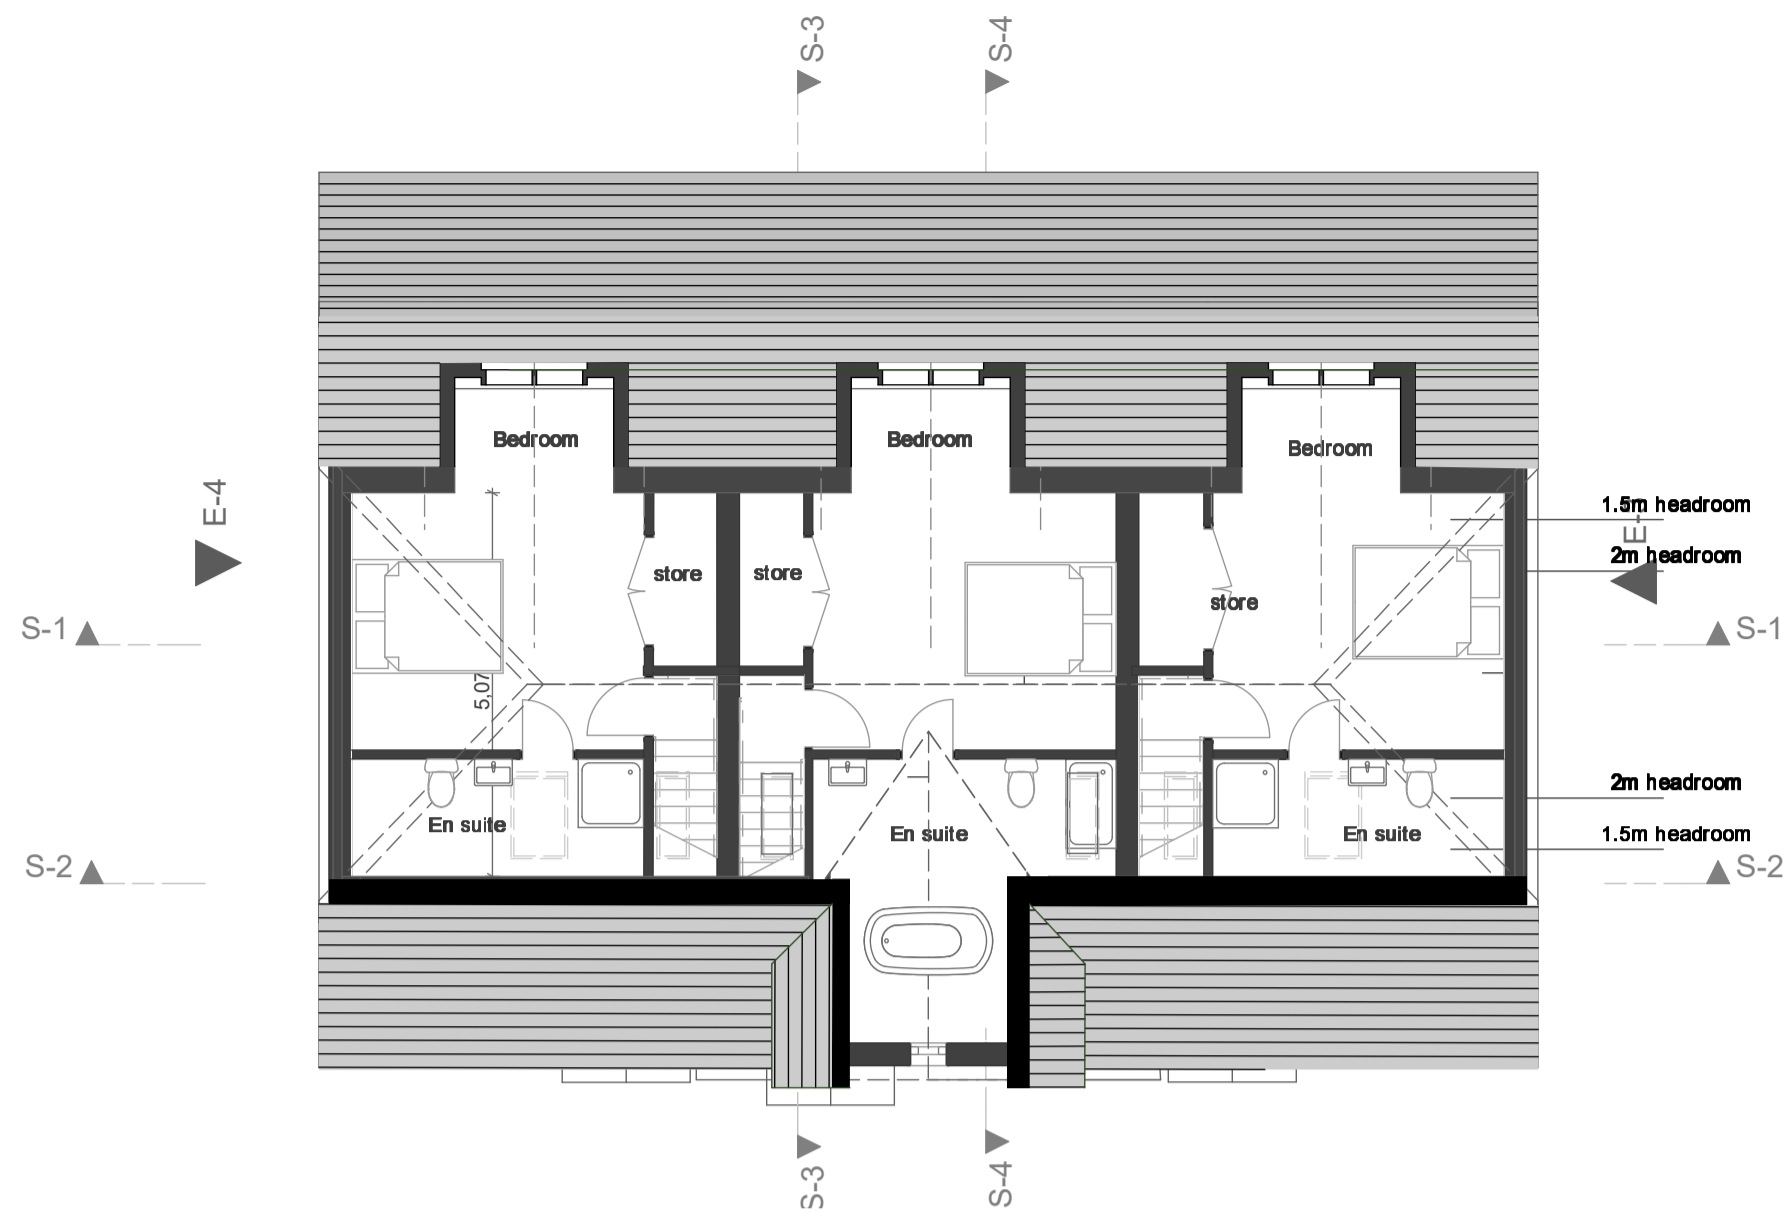 S-3
S-4
Bedroom
Bedroom
Bedroom
E-4
1.5m headroom
2m headroom
store
store
store
S-1
S-1
5,07
2m headroom
En suite
En suite
En suite
1.5m headroom
S-2
S-2
S-3
S-4